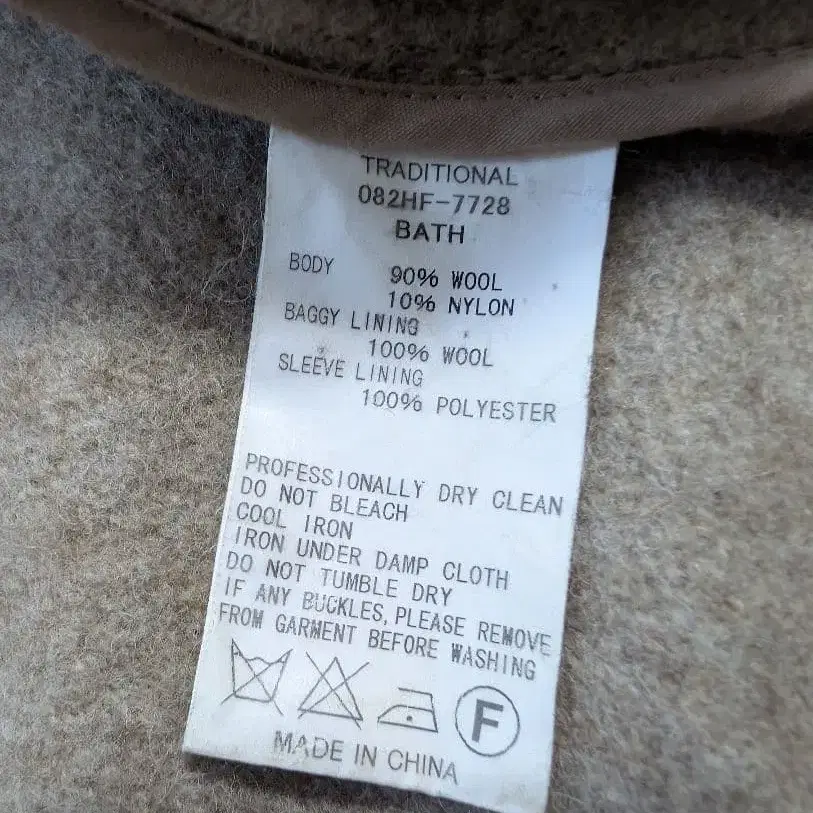 TRADITIONAL
082HF-7728
BATH
BODY 90% WOOL
10% NYLON
BAGGY LINING
100% WOOL
SLEEVE LINING
100% POLYESTER
PROFESSIONALLY DRY CLEAN
DO NOT BLEACH
COOL IRON
IRON UNDER DAMP CLOTH
DO NOT TUMBLE DRY
IF ANY BUCKLES, PLEASE REMOVE
FROM GARMENT BEFORE WASHING
F
MADE IN CHINA